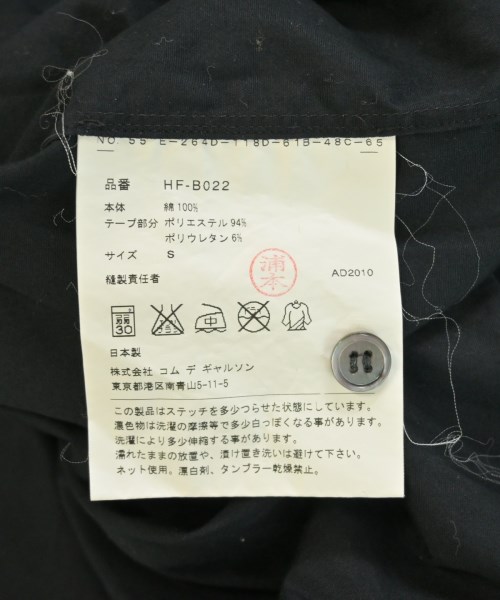 NO. 55 E-264D-118D-61B-48C-65
品番 HF-B022
本体 綿100%
テープ部分 ポリエステル 94%
ポリウレタン 6%
サイズ S
縫製責任者 浦本 AD2010
30 中
日本製
株式会社 コム デ ギャルソン
東京都港区南青山5-11-5
この製品はステッチを多少つらせた状態にしています。
濃色物は洗濯の摩擦等で多少白っぽくなる事があります。
洗濯により多少伸縮する事が有ります。
濡れたままの放置や、漬け置き洗いは避けて下さい。
ネット使用。漂白剤、タンブラー乾燥禁止。